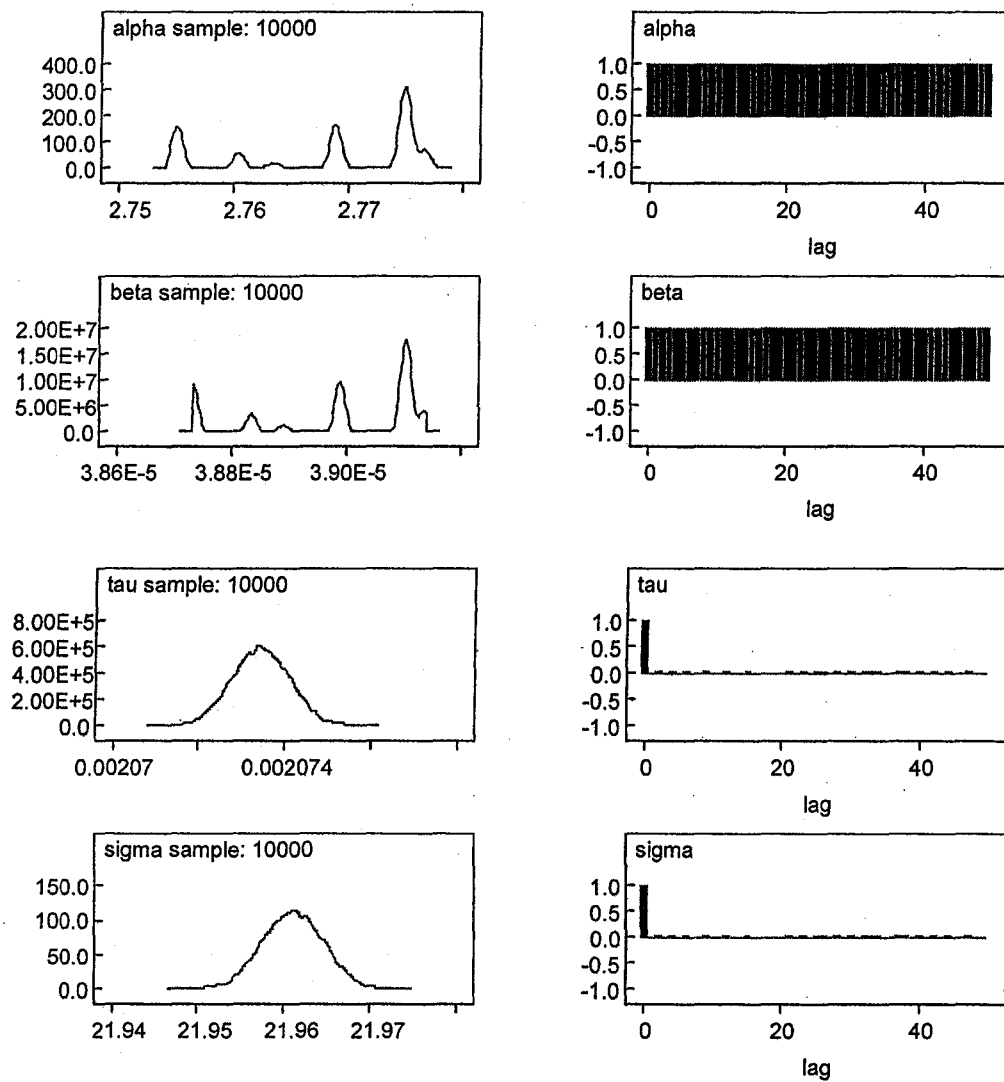 alpha sample: 10000
400.0
300.0
200.0
100.0
0.0
2.75 2.76 2.77
alpha
1.0
0.5
0.0
-0.5
-1.0
0 20 40
lag
beta sample: 10000
2.00E+7
1.50E+7
1.00E+7
5.00E+6
0.0
3.86E-5 3.88E-5 3.90E-5
beta
1.0
0.5
0.0
-0.5
-1.0
0 20 40
lag
tau sample: 10000
8.00E+5
6.00E+5
4.00E+5
2.00E+5
0.0
0.00207 0.002074
tau
1.0
0.5
0.0
-0.5
-1.0
0 20 40
lag
sigma sample: 10000
150.0
100.0
50.0
0.0
21.94 21.95 21.96 21.97
sigma
1.0
0.5
0.0
-0.5
-1.0
0 20 40
lag